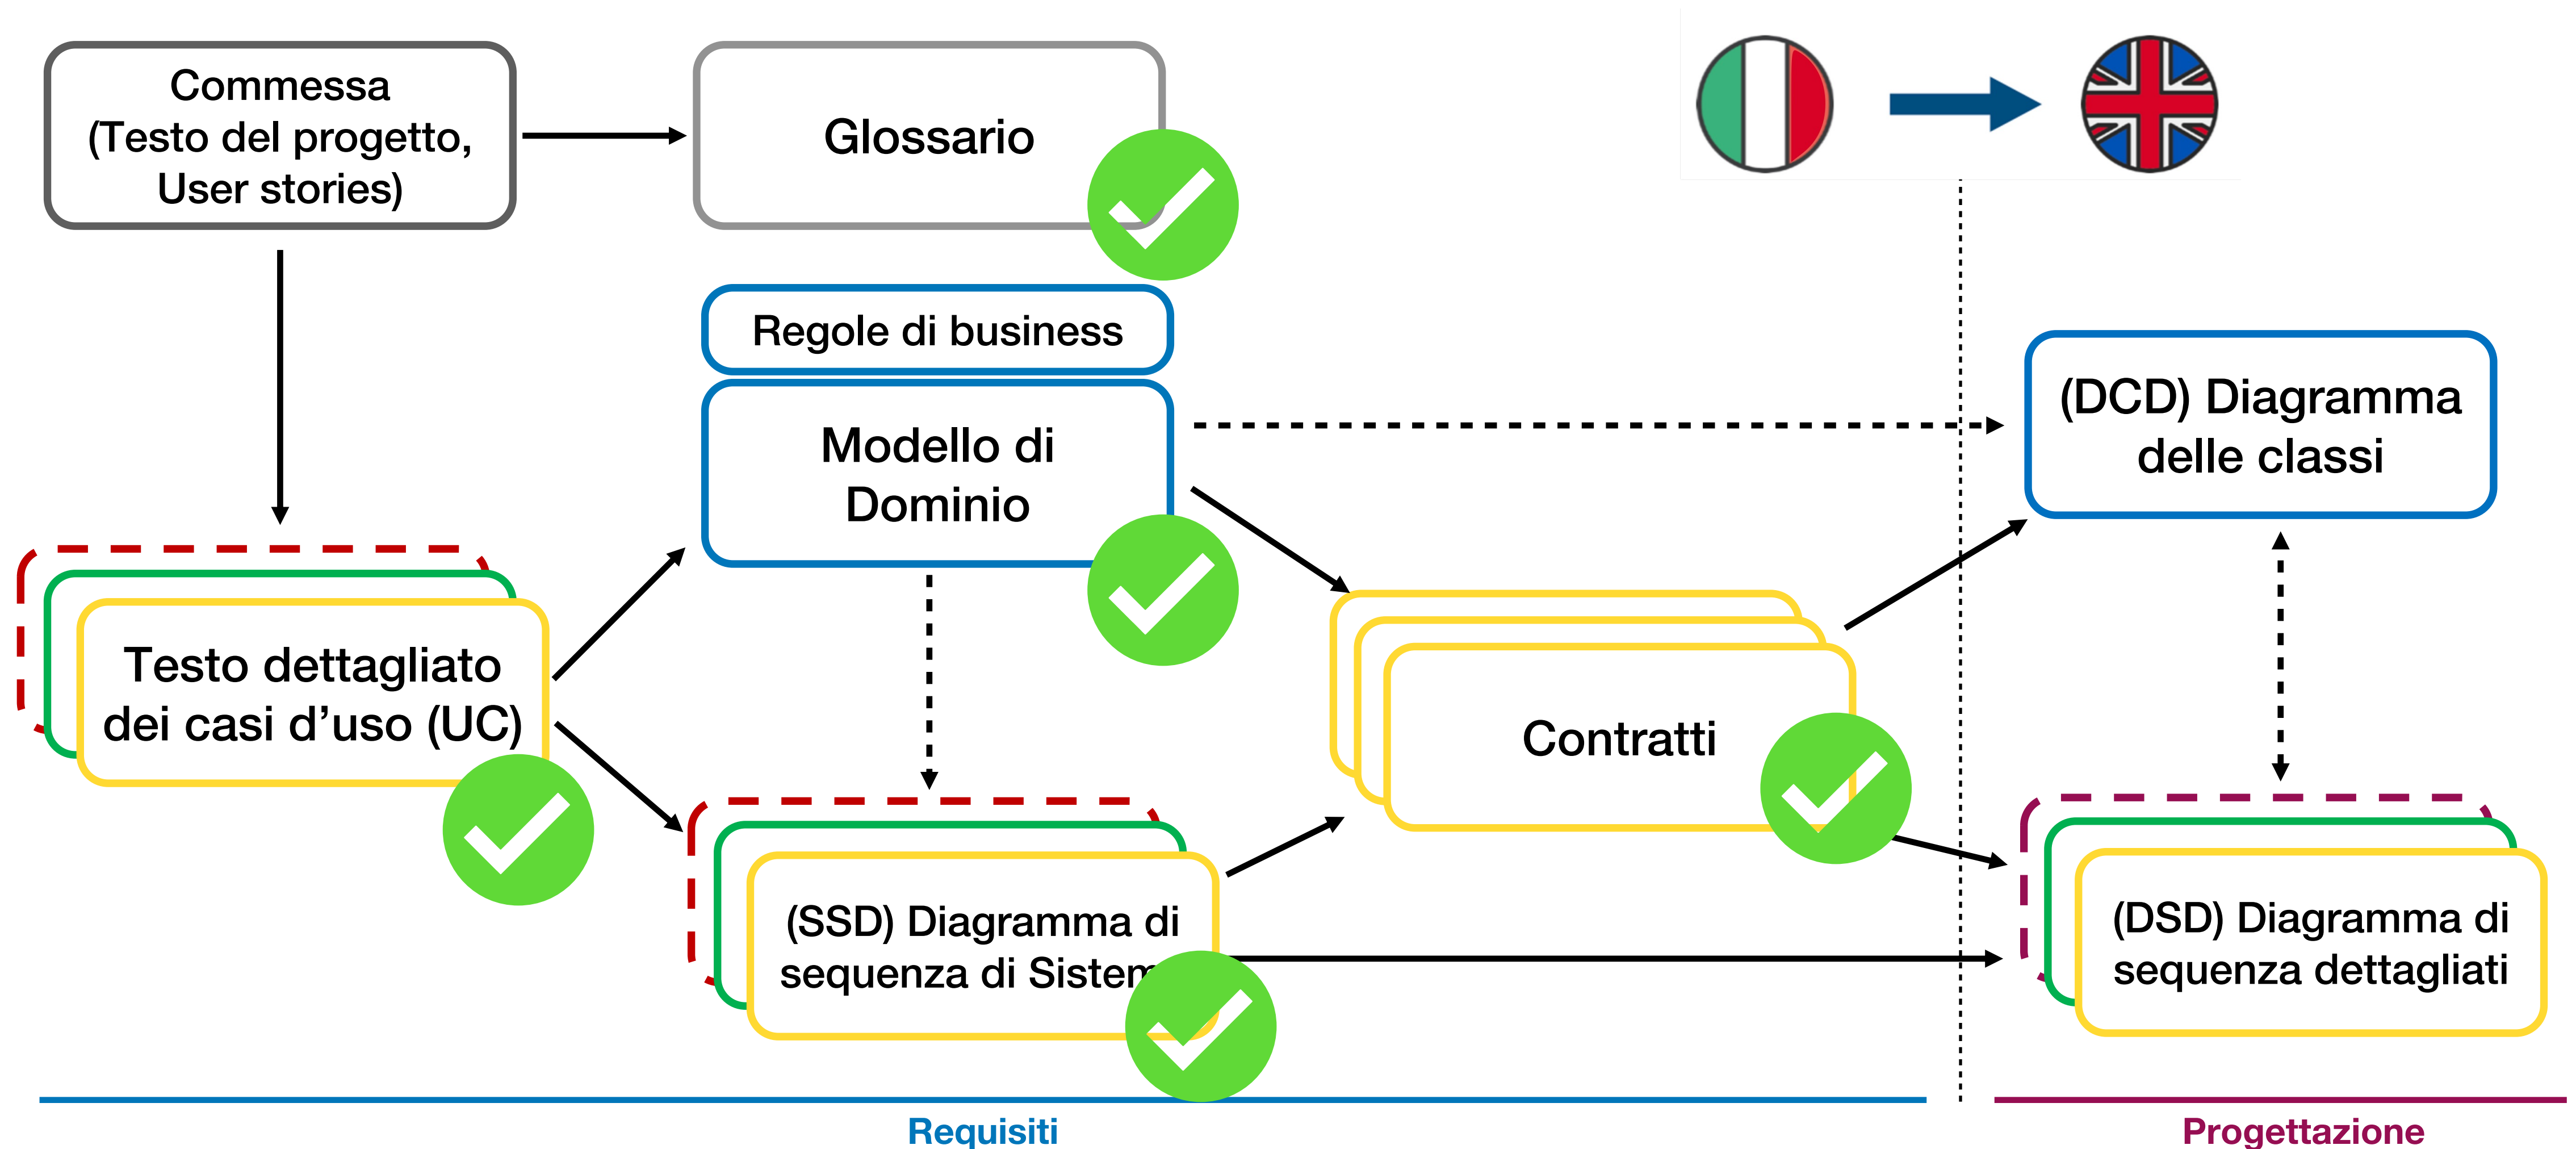 Commessa
(Testo del progetto,
User stories)
Glossario
Regole di business
Modello di
Dominio
(DCD) Diagramma
delle classi
Testo dettagliato
dei casi d’uso (UC)
Contratti
(SSD) Diagramma di
sequenza di Sistem
(DSD) Diagramma di
sequenza dettagliati
Requisiti
Progettazione